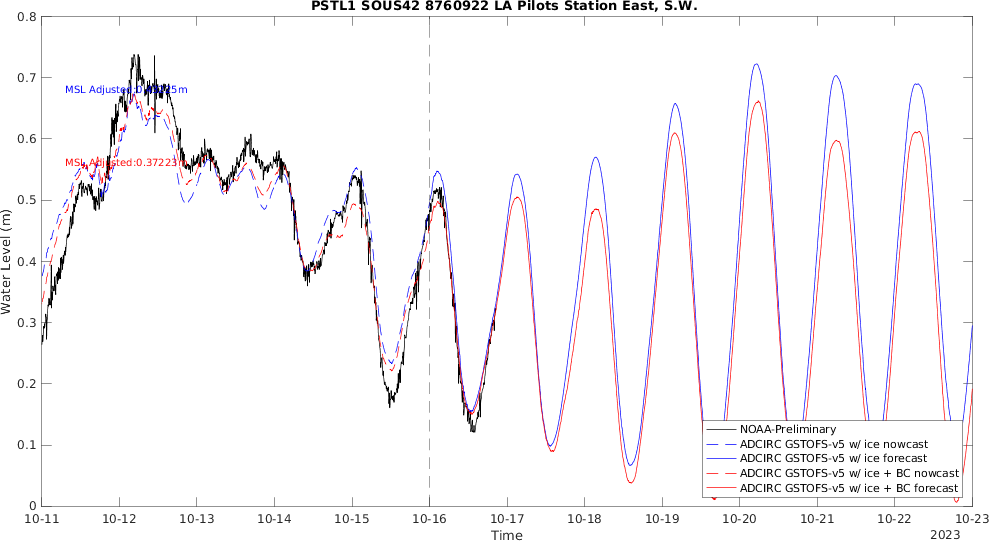 PSTL1 SOUS42 8760922 LA Pilots Station East, S.W.
0.8
0.7
0.6
0.5
0.4
0.3
0.2
0.1
0
Water Level (m)
MSL Adjusted:0.
MSL Adjusted:0.37223m
NOAA-Preliminary
ADCIRC GSTOFS-v5 w/ ice nowcast
ADCIRC GSTOFS-v5 w/ ice forecast
ADCIRC GSTOFS-v5 w/ ice + BC nowcast
ADCIRC GSTOFS-v5 w/ ice + BC forecast
10-11 10-12 10-13 10-14 10-15 10-16 10-17 10-18 10-19 10-20 10-21 10-22 10-23
Time
2023